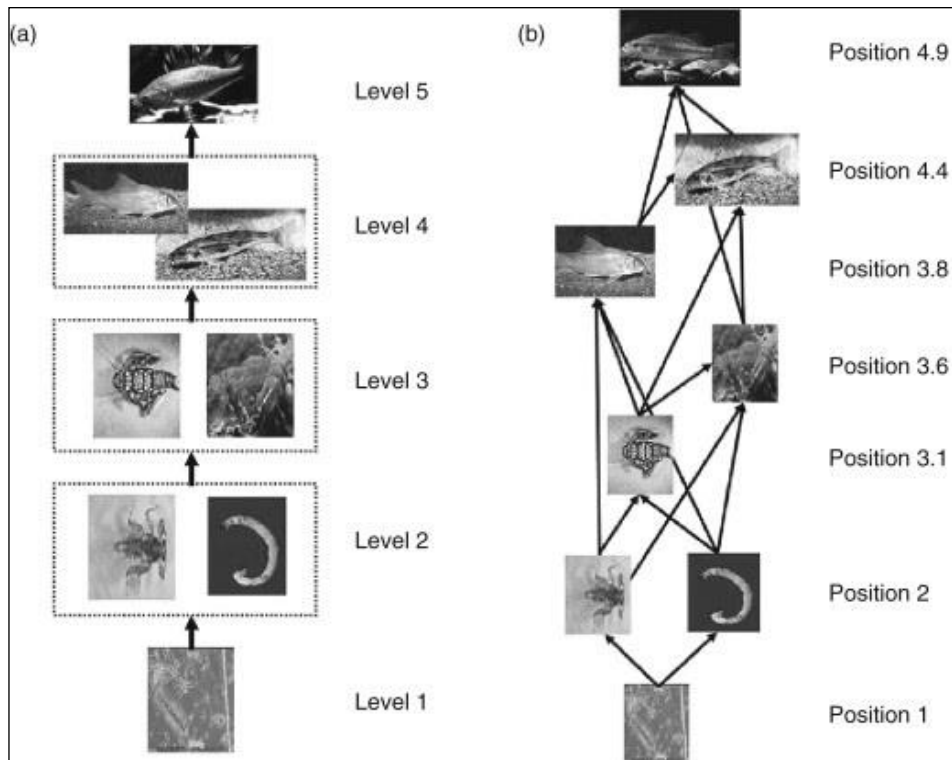 (a)
Level 5
Level 4
Level 3
Level 2
Level 1
(b)
Position 4.9
Position 4.4
Position 3.8
Position 3.6
Position 3.1
Position 2
Position 1